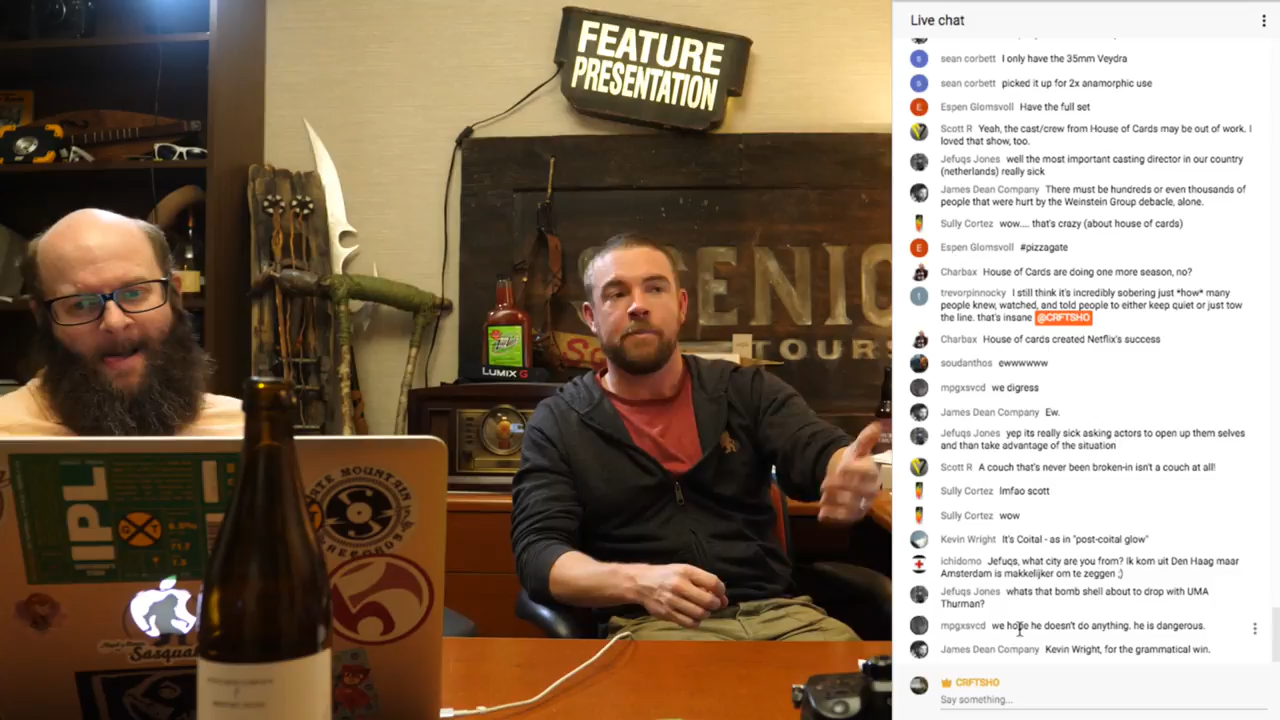 FEATURE
PRESENTATION
SENIC
TOURS
LUMIX G
IPL
Sasqua
Live chat
sean corbett I only have the 35mm Veydra
sean corbett picked it up for 2x anamorphic use
Espen Glomsvoll Have the full set
Scott R Yeah, the cast/crew from House of Cards may be out of work. I
loved that show, too.
Jefuqs Jones well the most important casting director in our country
(netherlands) really sick
James Dean Company There must be hundreds or even thousands of
people that were hurt by the Weinstein Group debacle, alone.
Sully Cortez wow.... that's crazy (about house of cards)
Espen Glomsvoll #pizzagate
Charbax House of Cards are doing one more season, no?
trevorpinnocky I still think it's incredibly sobering just *how* many
people knew, watched, and told people to either keep quiet or just tow
the line. that's insane @CRFTSHO
Charbax House of cards created Netflix's success
soudanthos ewwwwww
mpgxsvcd we digress
James Dean Company Ew.
Jefuqs Jones yep its really sick asking actors to open up them selves
and than take advantage of the situation
Scott R A couch that's never been broken-in isn't a couch at all!
Sully Cortez lmfao scott
Sully Cortez wow
Kevin Wright It's Coital - as in "post-coital glow"
ichidomo Jefuqs, what city are you from? Ik kom uit Den Haag maar
Amsterdam is makkelijker om te zeggen ;)
Jefuqs Jones whats that bomb shell about to drop with UMA
Thurman?
mpgxsvcd we hope he doesn't do anything. he is dangerous.
James Dean Company Kevin Wright, for the grammatical win.
CRFTSHO
Say something...